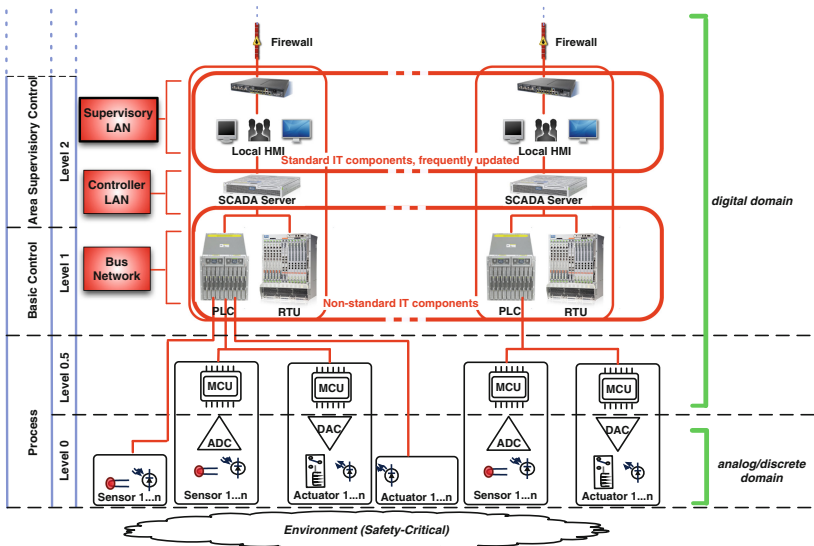 Firewall
Firewall
Area Supervisory Control
Level 2
Supervisory
LAN
Local HMI
Local HMI
Standard IT components, frequently updated
Controller
LAN
SCADA Server
SCADA Server
digital domain
Basic Control
Level 1
Bus
Network
Non-standard IT components
PLC
RTU
PLC
RTU
Process
Level 0.5
MCU
MCU
MCU
MCU
Level 0
ADC
DAC
ADC
DAC
analog/discrete
domain
Sensor 1...n
Sensor 1...n
Actuator 1...n
Actuator 1...n
Sensor 1...n
Actuator 1...n
Environment (Safety-Critical)